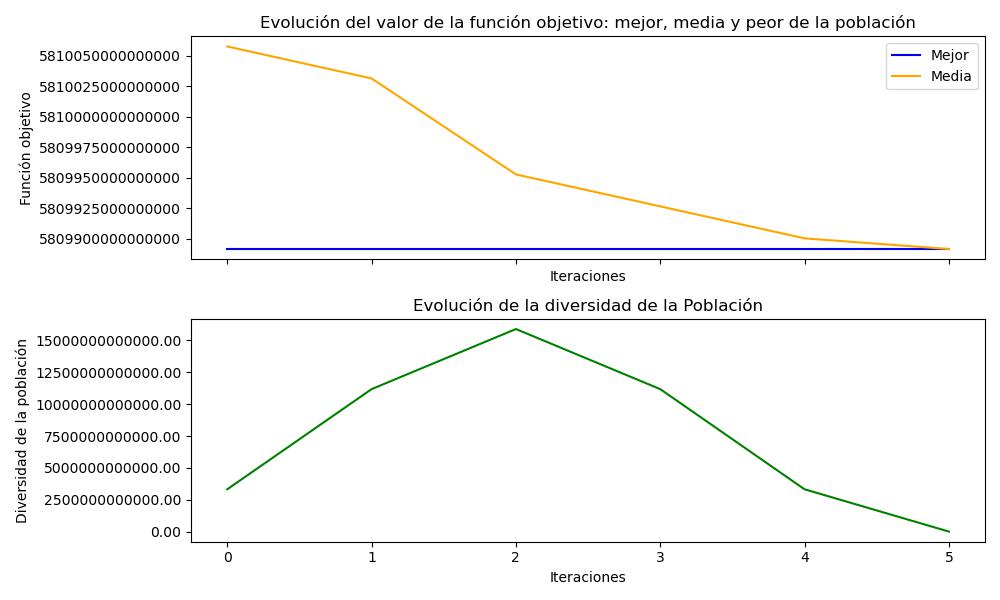 Evolución del valor de la función objetivo: mejor, media y peor de la población
Función objetivo
5810050000000000
5810025000000000
5810000000000000
5809975000000000
5809950000000000
5809925000000000
5809900000000000
Mejor
Media
Iteraciones
Evolución de la diversidad de la Población
Diversidad de la población
15000000000000.00
12500000000000.00
10000000000000.00
7500000000000.00
5000000000000.00
2500000000000.00
0.00
0 1 2 3 4 5
Iteraciones